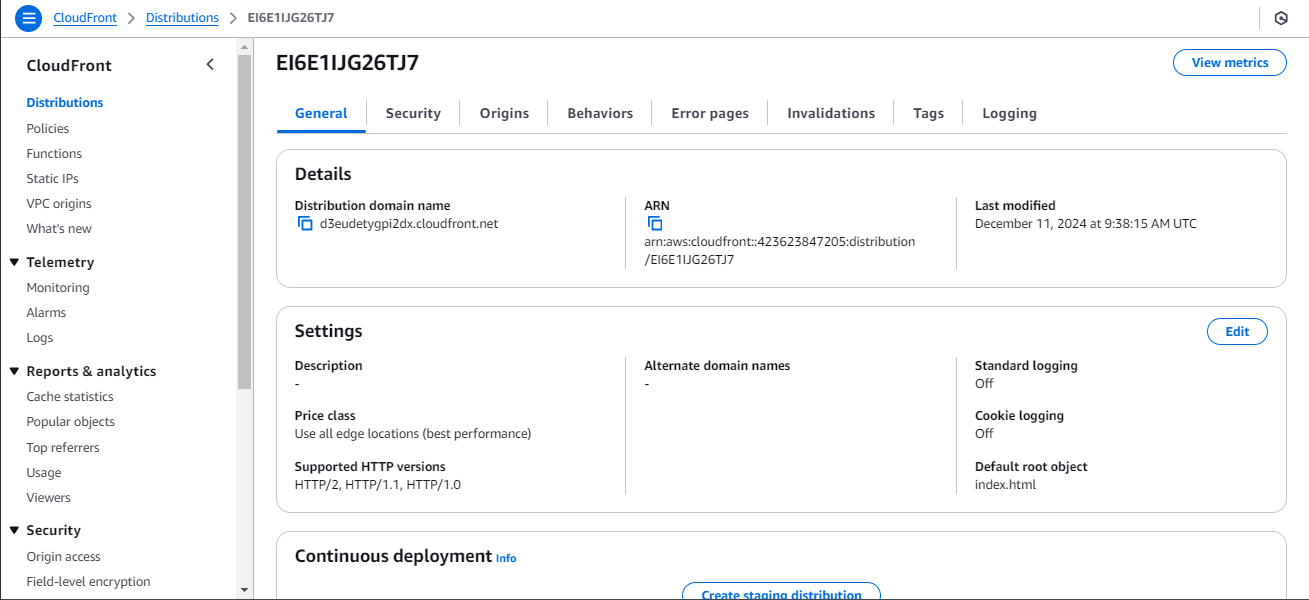 CloudFront > Distributions > EI6E1IJG26TJ7
CloudFront
Distributions
Policies
Functions
Static IPs
VPC origins
What's new
Telemetry
Monitoring
Alarms
Logs
Reports & analytics
Cache statistics
Popular objects
Top referrers
Usage
Viewers
Security
Origin access
Field-level encryption
EI6E1IJG26TJ7
View metrics
General
Security
Origins
Behaviors
Error pages
Invalidations
Tags
Logging
Details
Distribution domain name
d3eudetygpi2dx.cloudfront.net
ARN
arn:aws:cloudfront::423623847205:distribution
/EI6E1IJG26TJ7
Last modified
December 11, 2024 at 9:38:15 AM UTC
Settings
Edit
Description
-
Price class
Use all edge locations (best performance)
Supported HTTP versions
HTTP/2, HTTP/1.1, HTTP/1.0
Alternate domain names
-
Standard logging
Off
Cookie logging
Off
Default root object
index.html
Continuous deployment Info
Create staging distribution